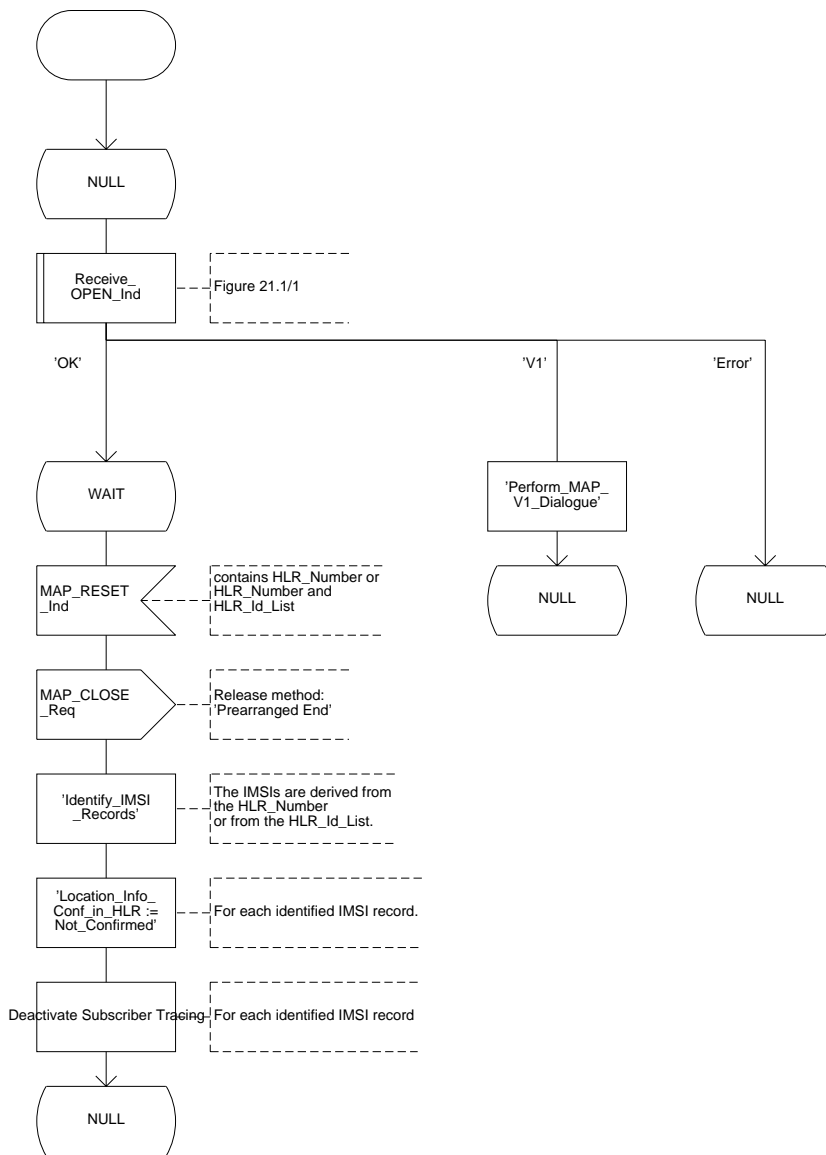 NULL
Receive_
OPEN_Ind
Figure 21.1/1
'OK'
'V1'
'Error'
WAIT
'Perform_MAP_
V1_Dialogue'
MAP_RESET
_Ind
contains HLR_Number or
HLR_Number and
HLR_Id_List
NULL
NULL
MAP_CLOSE
_Req
Release method:
'Prearranged End'
'Identify_IMSI
_Records'
The IMSIs are derived from
the HLR_Number
or from the HLR_Id_List.
'Location_Info_
Conf_in_HLR :=
Not_Confirmed'
For each identified IMSI record.
Deactivate Subscriber Tracing
For each identified IMSI record
NULL